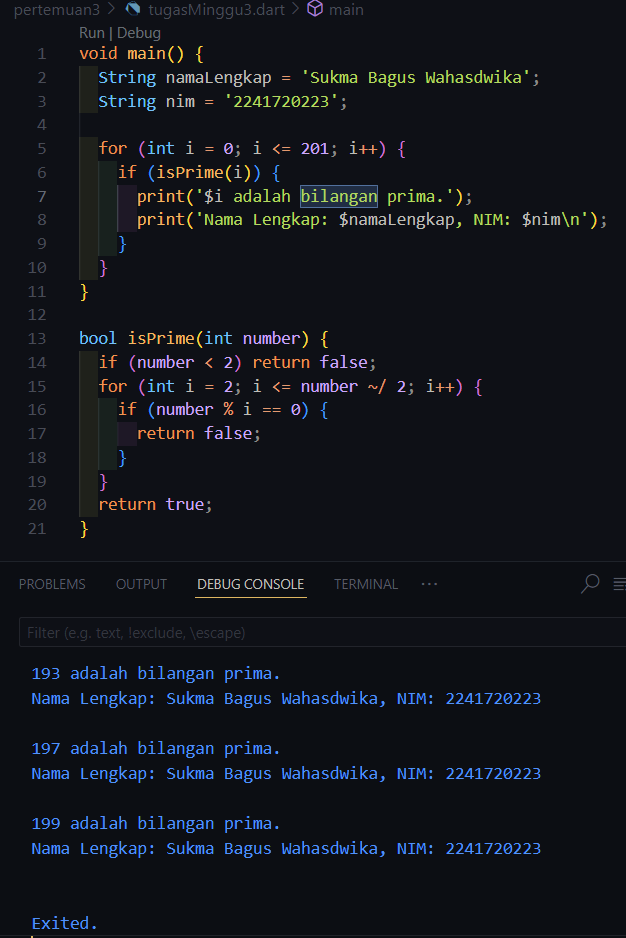 pertemuan3 > tugasMinggu3.dart > main
Run | Debug
1 void main() {
2 String namaLengkap = 'Sukma Bagus Wahasdwika';
3 String nim = '2241720223';
4
5 for (int i = 0; i <= 201; i++) {
6 if (isPrime(i)) {
7 print('$i adalah bilangan prima.');
8 print('Nama Lengkap: $namaLengkap, NIM: $nim\n');
9 }
10 }
11 }
12
13 bool isPrime(int number) {
14 if (number < 2) return false;
15 for (int i = 2; i <= number ~/ 2; i++) {
16 if (number % i == 0) {
17 return false;
18 }
19 }
20 return true;
21 }
PROBLEMS OUTPUT DEBUG CONSOLE TERMINAL ...
Filter (e.g. text, !exclude, \escape)
193 adalah bilangan prima.
Nama Lengkap: Sukma Bagus Wahasdwika, NIM: 2241720223
197 adalah bilangan prima.
Nama Lengkap: Sukma Bagus Wahasdwika, NIM: 2241720223
199 adalah bilangan prima.
Nama Lengkap: Sukma Bagus Wahasdwika, NIM: 2241720223
Exited.